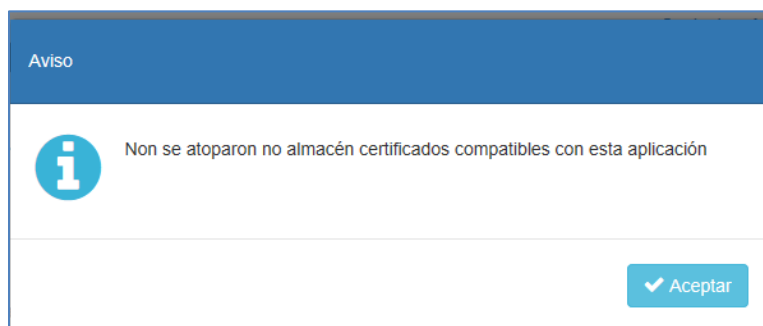 Aviso
Non se atoparon no almacén certificados compatibles con esta aplicación
Aceptar